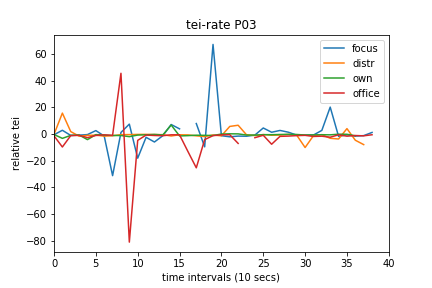 tei-rate P03
focus
distr
own
office
relative tei
60
40
20
0
−20
−40
−60
−80
0 5 10 15 20 25 30 35 40
time intervals (10 secs)